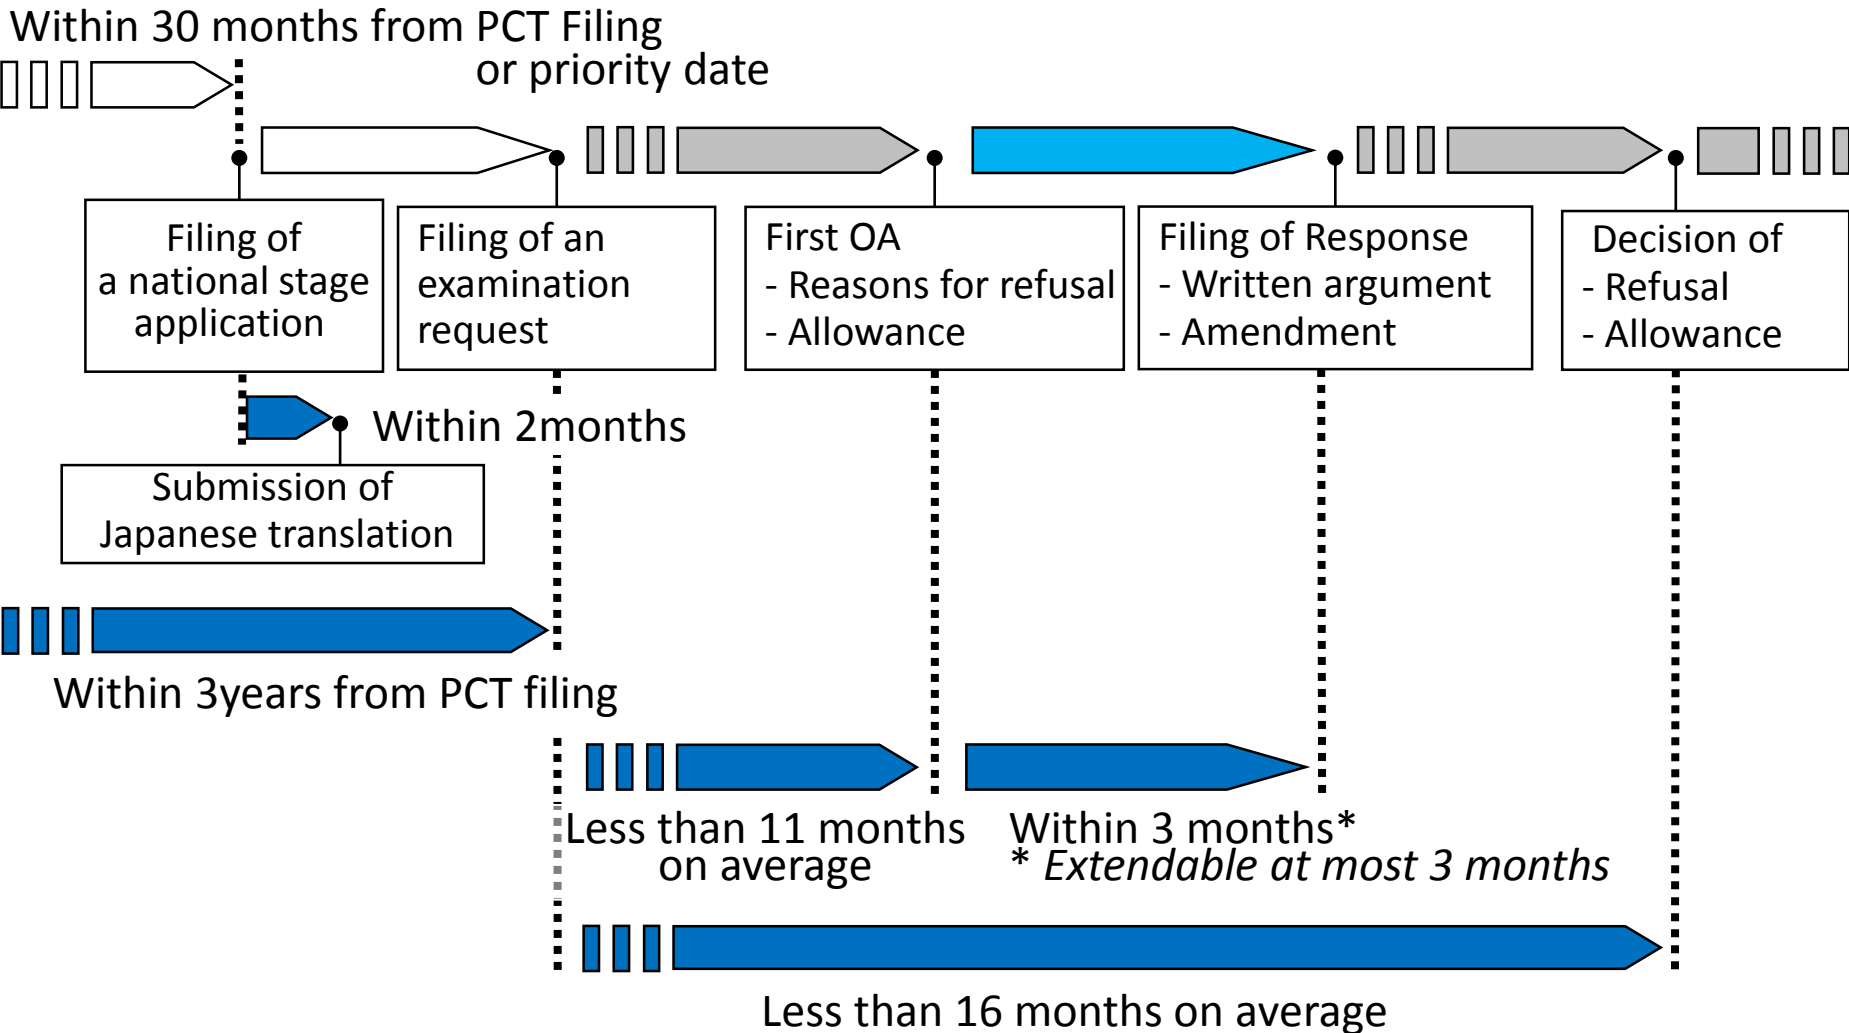 Within 30 months from PCT Filing
or priority date
Filing of
a national stage
application
Filing of an
examination
request
First OA
- Reasons for refusal
- Allowance
Filing of Response
- Written argument
- Amendment
Decision of
- Refusal
- Allowance
Within 2months
Submission of
Japanese translation
Within 3years from PCT filing
Less than 11 months
on average
Within 3 months*
* Extendable at most 3 months
Less than 16 months on average